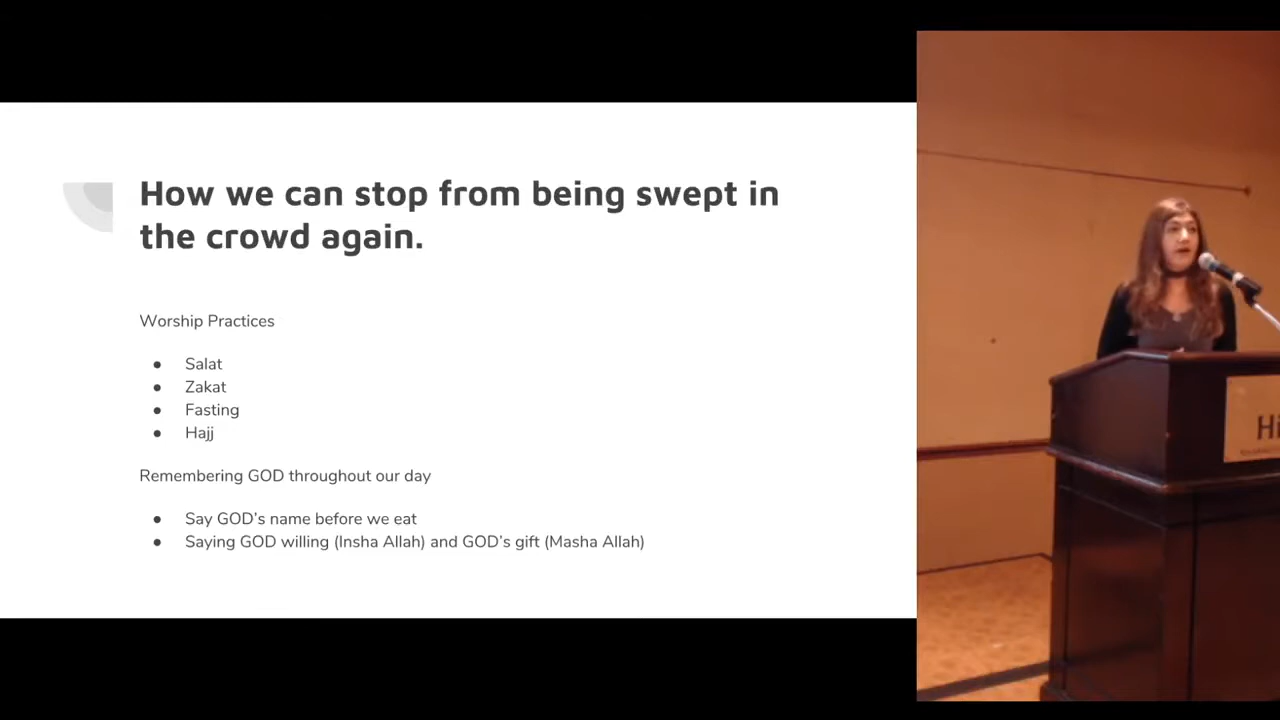 How we can stop from being swept in
the crowd again.
Worship Practices
● Salat
● Zakat
● Fasting
● Hajj
Remembering GOD throughout our day
● Say GOD’s name before we eat
● Saying GOD willing (Insha Allah) and GOD’s gift (Masha Allah)
Hi